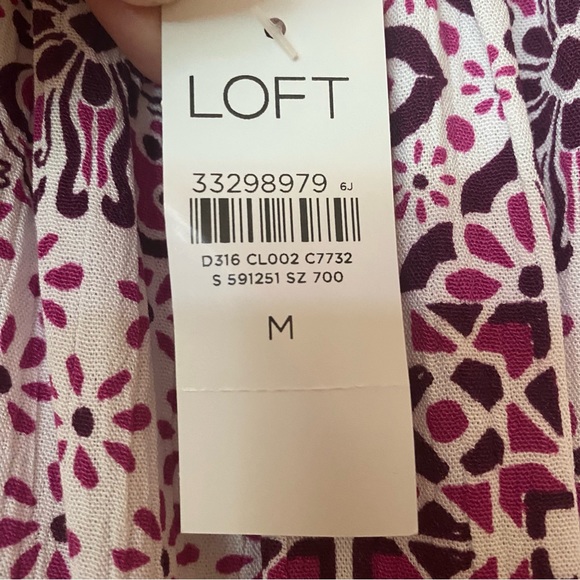 LOFT
33298979 6J
D316 CL002 C7732
S 591251 SZ 700
M